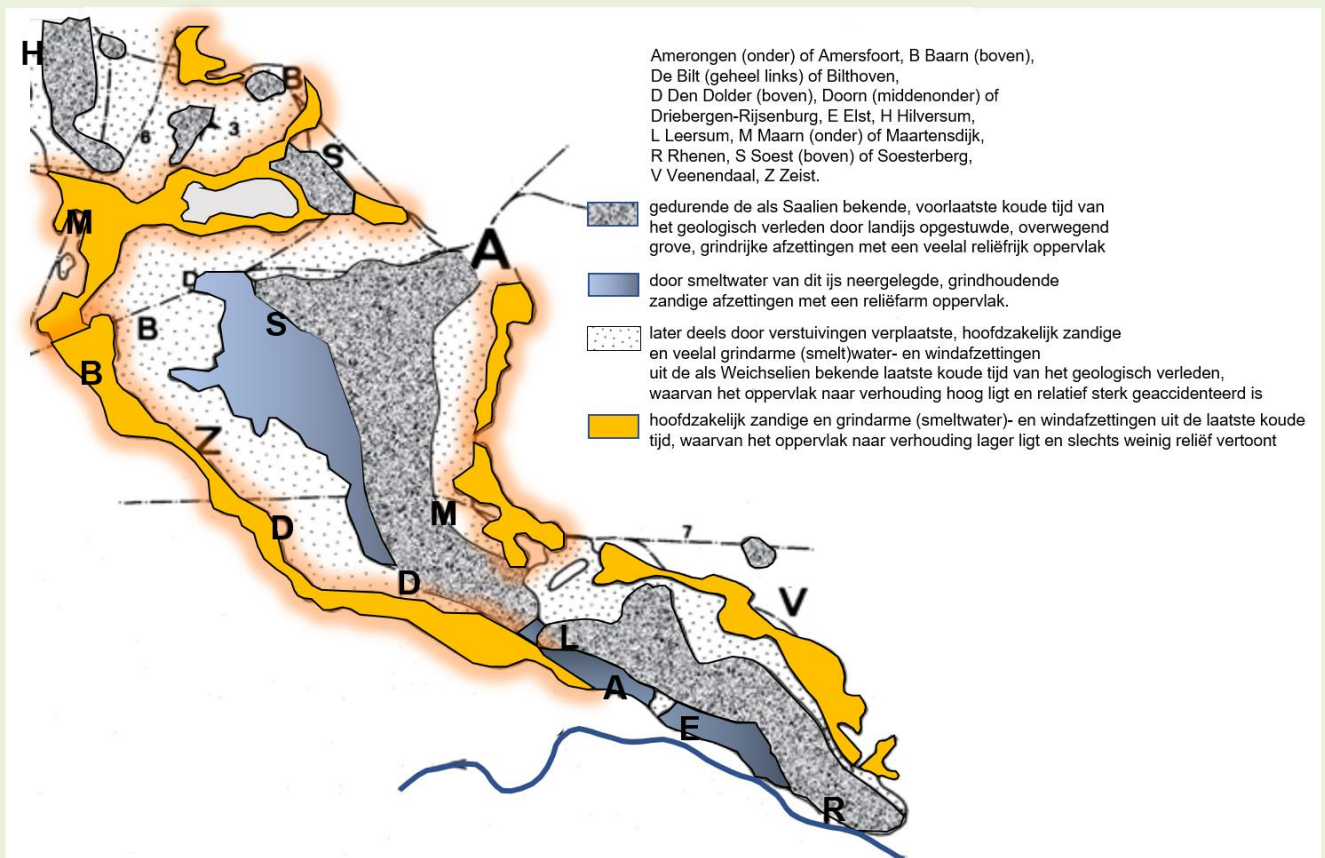 Amerongen (onder) of Amersfoort, B Baarn (boven),
De Bilt (geheel links) of Bilthoven,
D Den Dolder (boven), Doorn (middenonder) of
Driebergen-Rijsenburg, E Elst, H Hilversum,
L Leersum, M Maarn (onder) of Maartensdijk,
R Rhenen, S Soest (boven) of Soesterberg,
V Veenendaal, Z Zeist.
gedurende de als Saalien bekende, voorlaatste koude tijd van
het geologisch verleden door landijs opgestuwde, overwegend
grove, grindrijke afzettingen met een veelal reliëfrijk oppervlak
door smeltwater van dit ijs neergelegde, grindhoudende
zandige afzettingen met een reliëfarm oppervlak.
later deels door verstuivingen verplaatste, hoofdzakelijk zandige
en veelal grindarme (smelt)water- en windafzettingen
uit de als Weichselien bekende laatste koude tijd van het geologisch verleden,
waarvan het oppervlak naar verhouding hoog ligt en relatief sterk geaccidenteerd is
hoofdzakelijk zandige en grindarme (smeltwater)- en windafzettingen uit de laatste koude
tijd, waarvan het oppervlak naar verhouding lager ligt en slechts weinig reliëf vertoont
H
B
3
6
S
M
A
D
S
B
B
Z
M
D
7
D
V
L
A
E
R